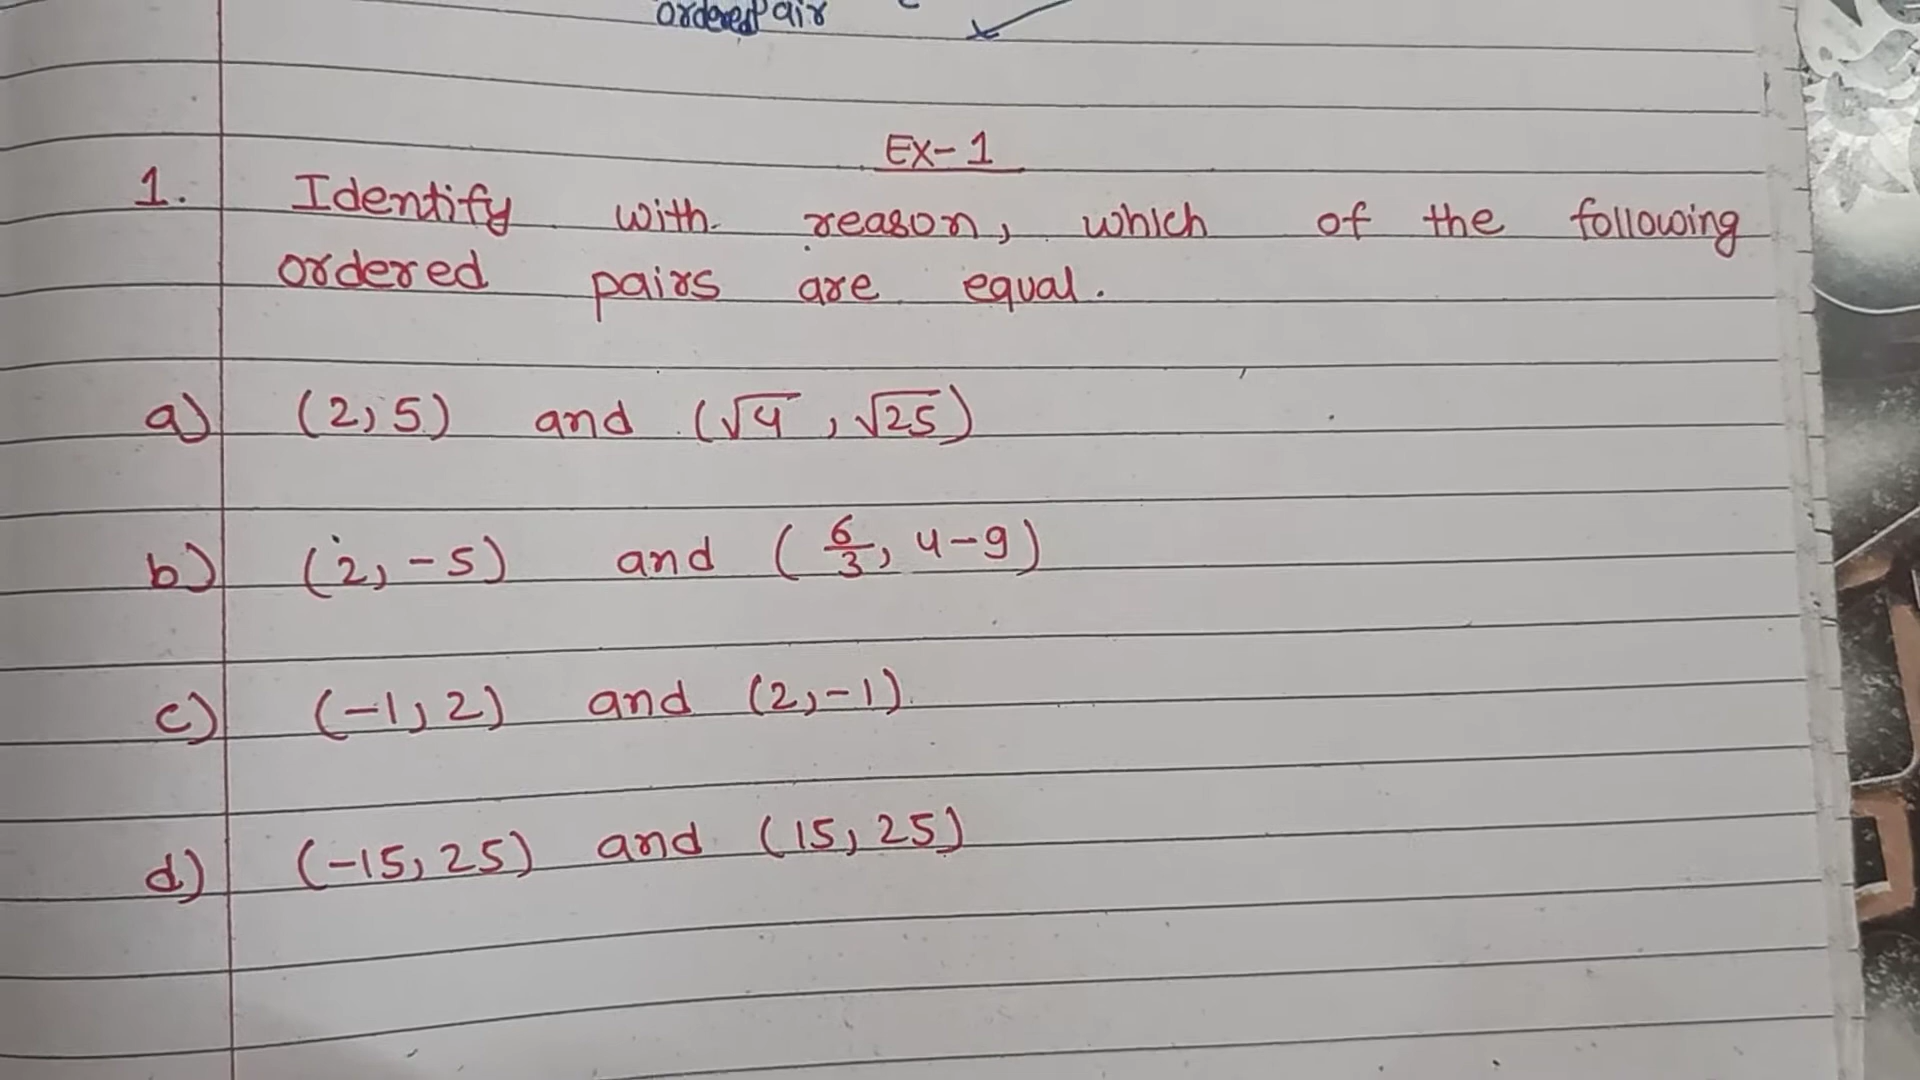 ordered Pair
Ex-1
1. Identify with reason, which of the following
ordered pairs are equal.
a) (2, 5) and (√4, √25)
b) (2, -5) and (6/3, 4-9)
c) (-1, 2) and (2, -1)
d) (-15, 25) and (15, 25)